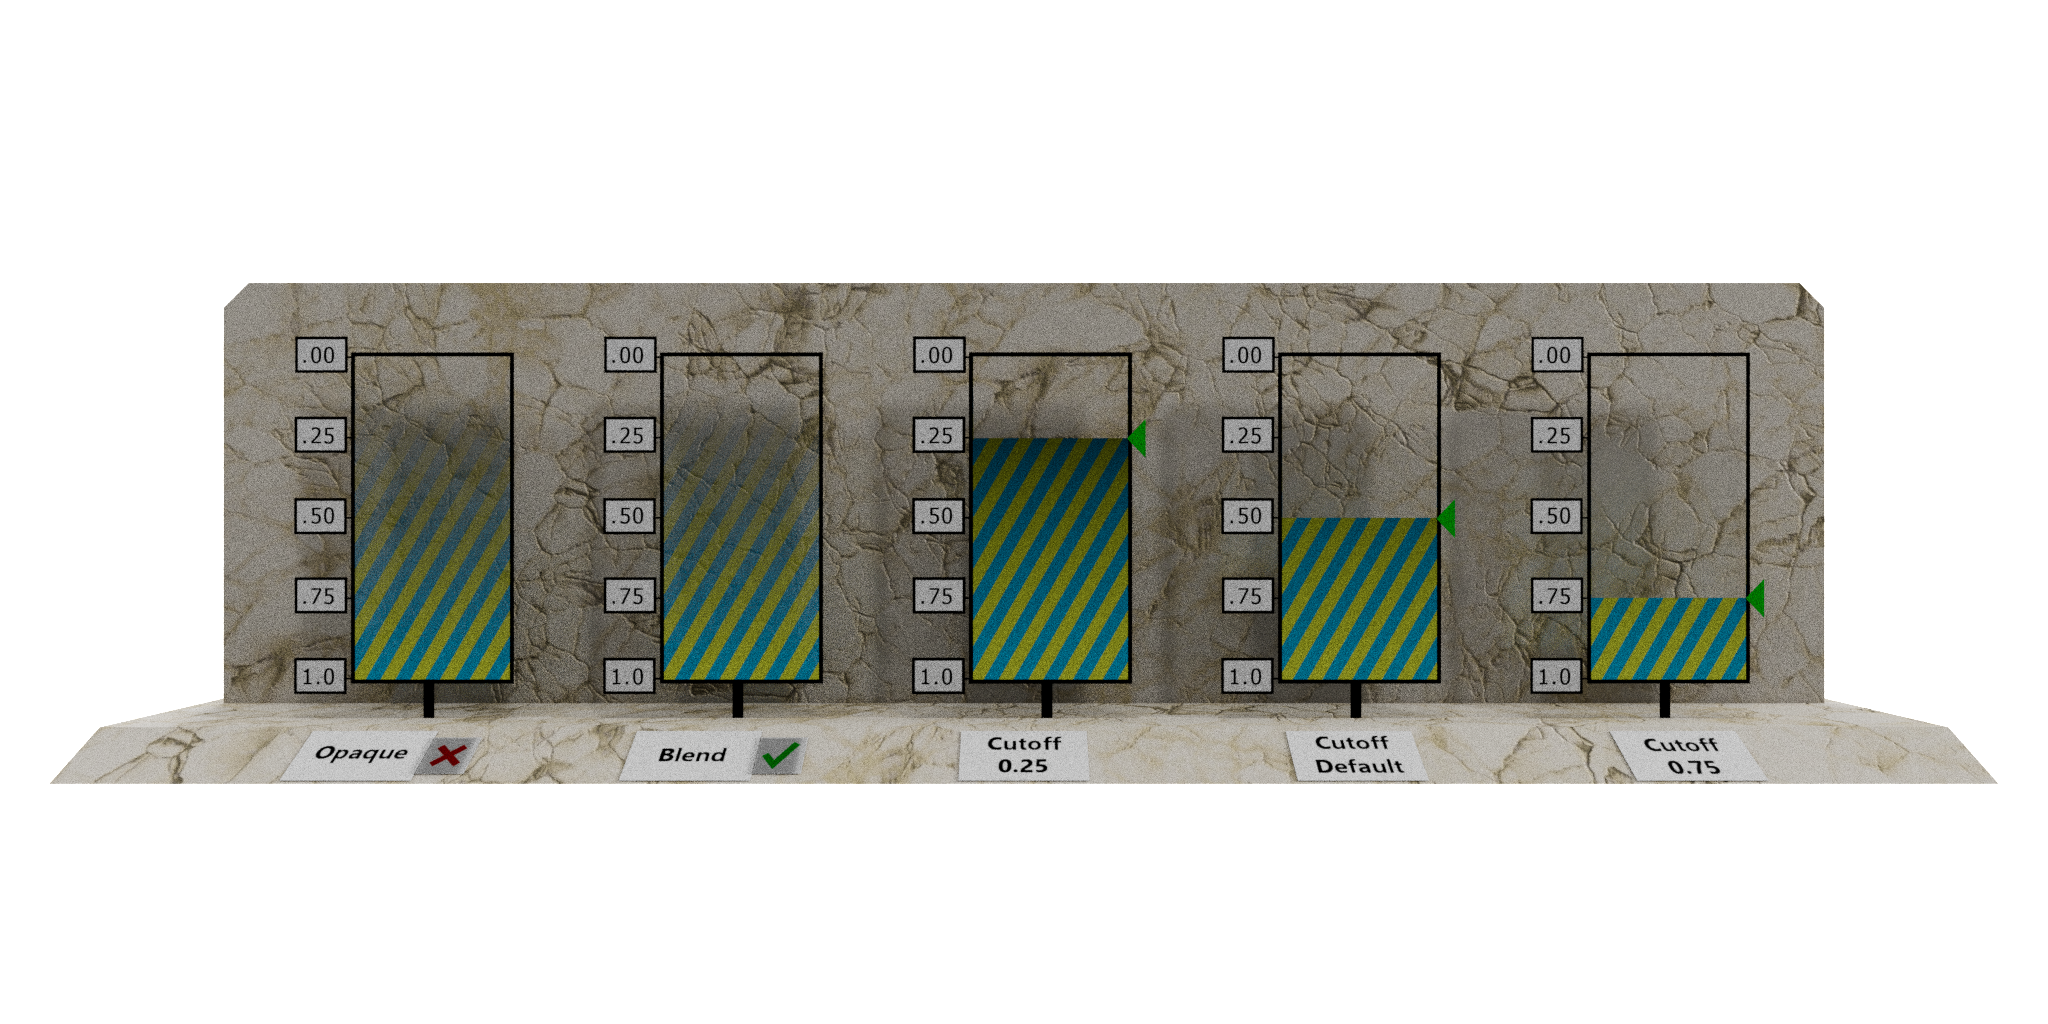 .00 .00 .00 .00 .00
.25 .25 .25 .25 .25
.50 .50 .50 .50 .50
.75 .75 .75 .75 .75
1.0 1.0 1.0 1.0 1.0
Opaque
Blend
Cutoff
0.25
Cutoff
Default
Cutoff
0.75